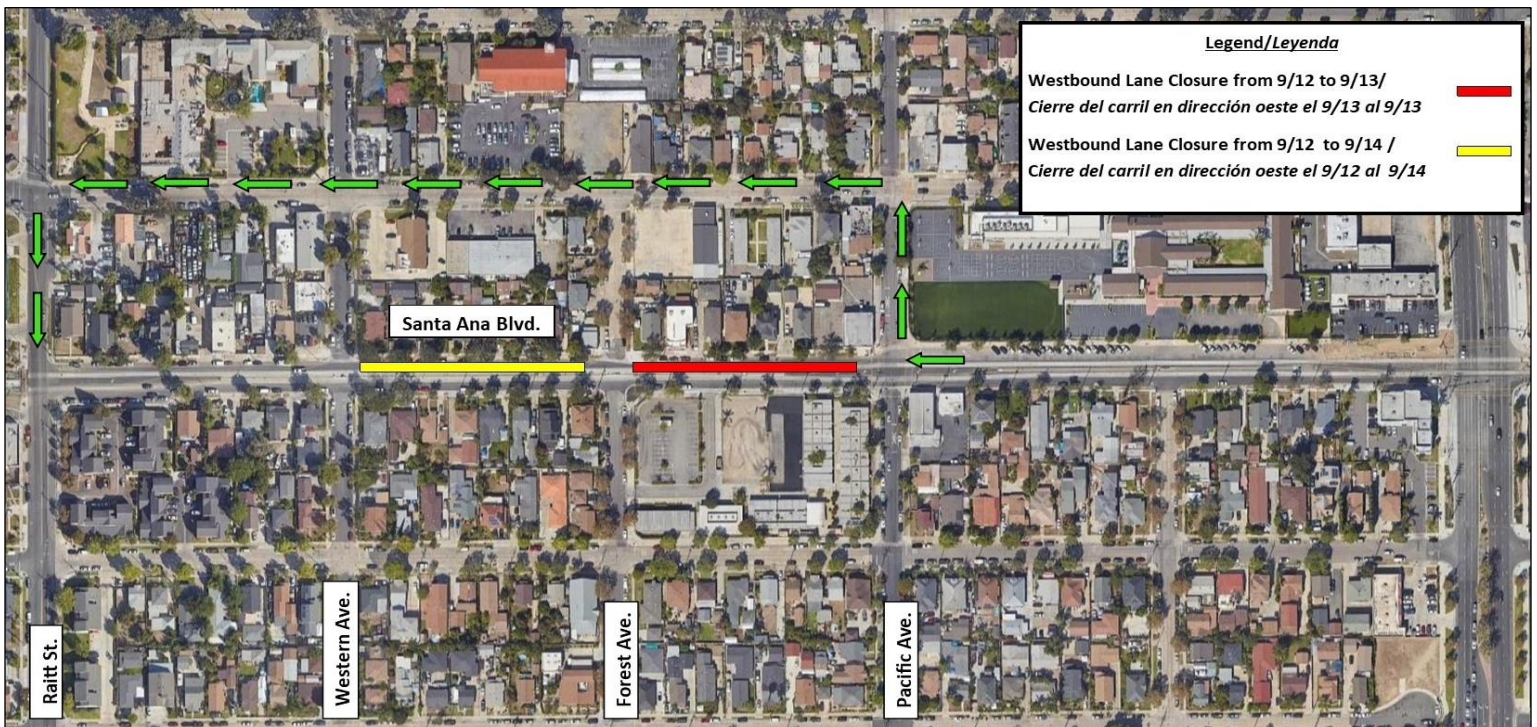 Legend/Leyenda
Westbound Lane Closure from 9/12 to 9/13/
Cierre del carril en dirección oeste el 9/13 al 9/13
Westbound Lane Closure from 9/12 to 9/14 /
Cierre del carril en dirección oeste el 9/12 al 9/14
Santa Ana Blvd.
Raitt St.
Western Ave.
Forest Ave.
Pacific Ave.